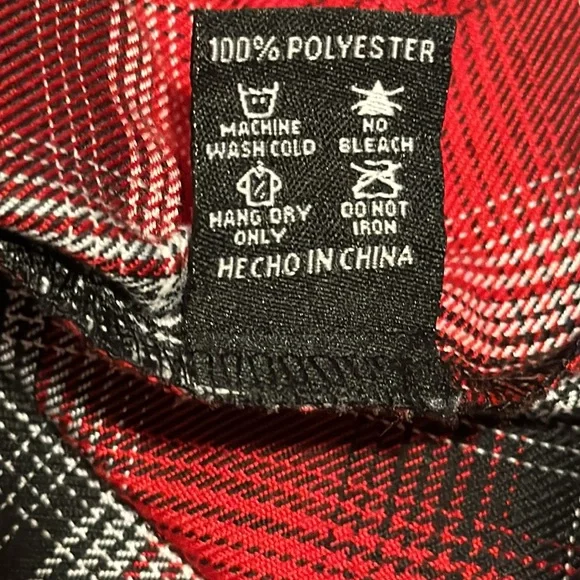 100% POLYESTER
MACHINE NO
WASH COLD BLEACH
HANG DRY DO NOT
ONLY IRON
HECHO IN CHINA